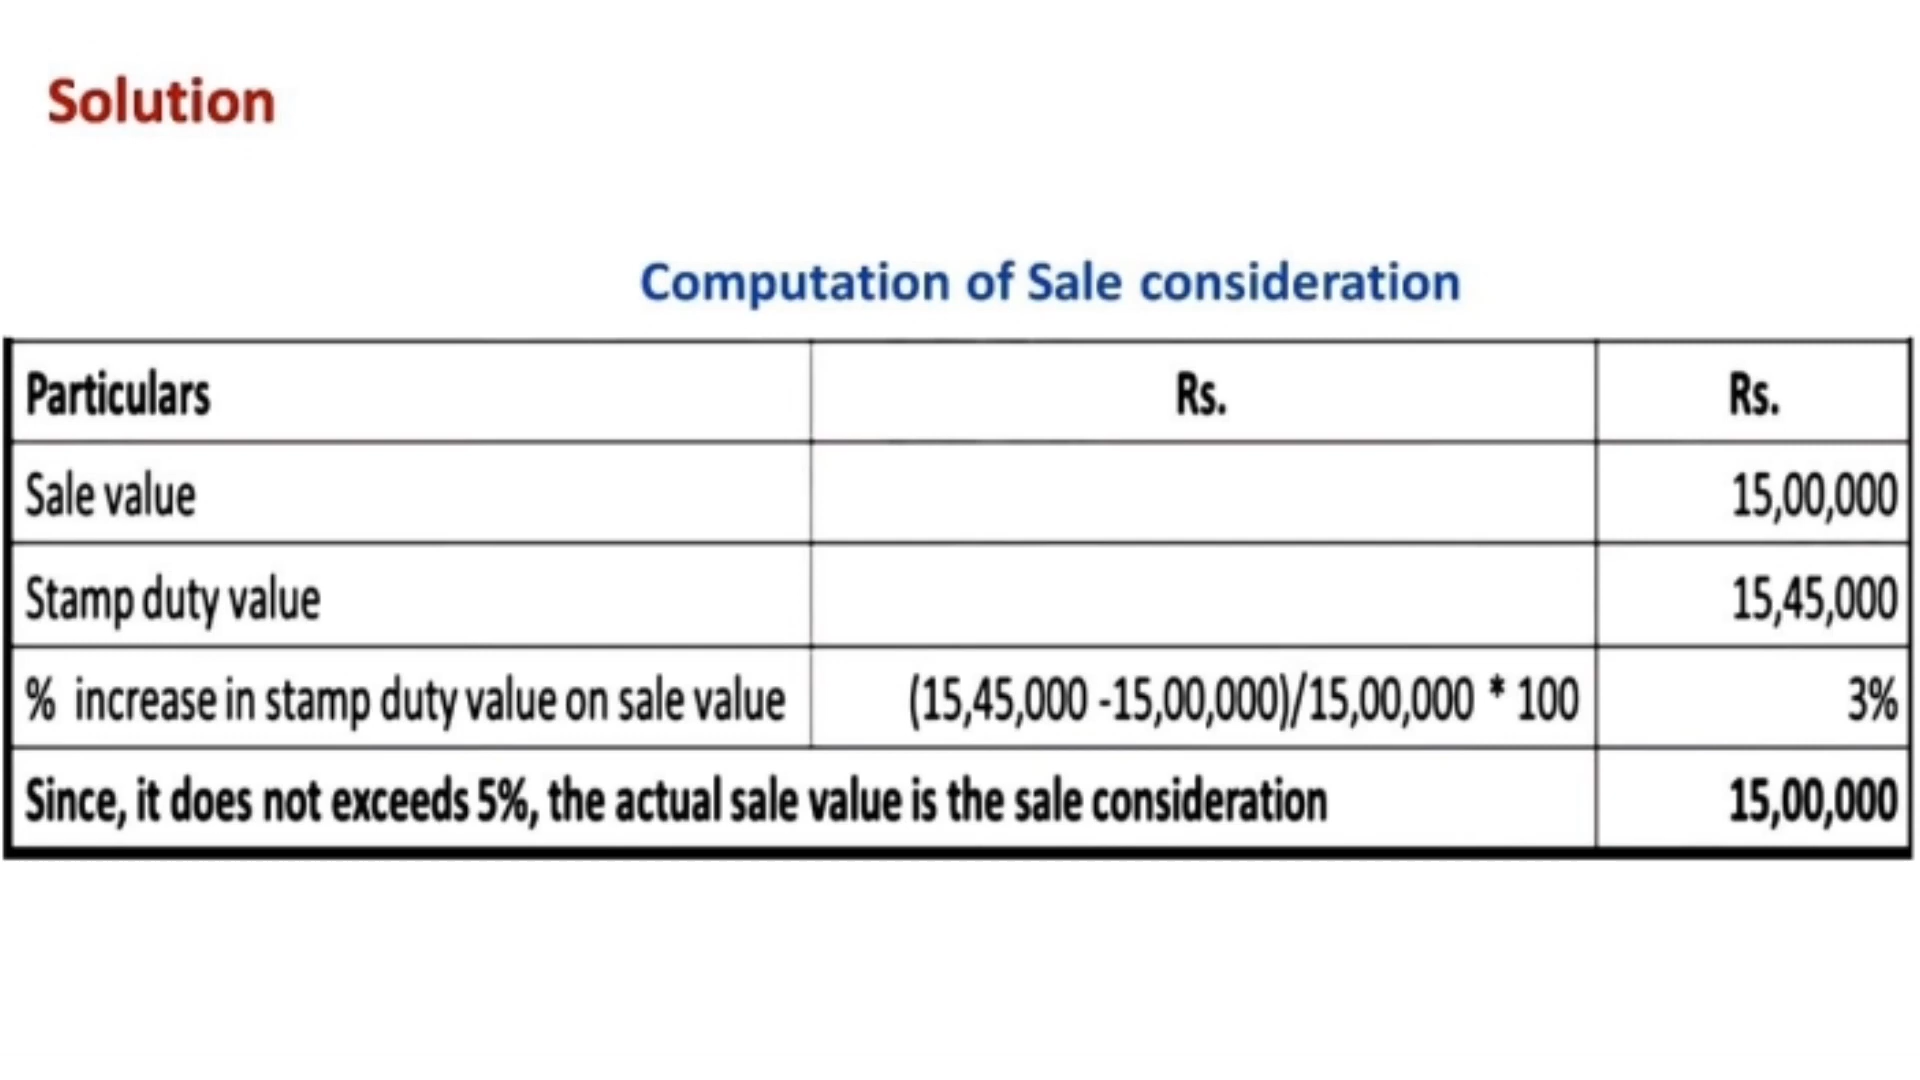 Solution
Computation of Sale consideration
Particulars Rs. Rs.
Sale value 15,00,000
Stamp duty value 15,45,000
% increase in stamp duty value on sale value (15,45,000 -15,00,000)/15,00,000 * 100 3%
Since, it does not exceeds 5%, the actual sale value is the sale consideration 15,00,000